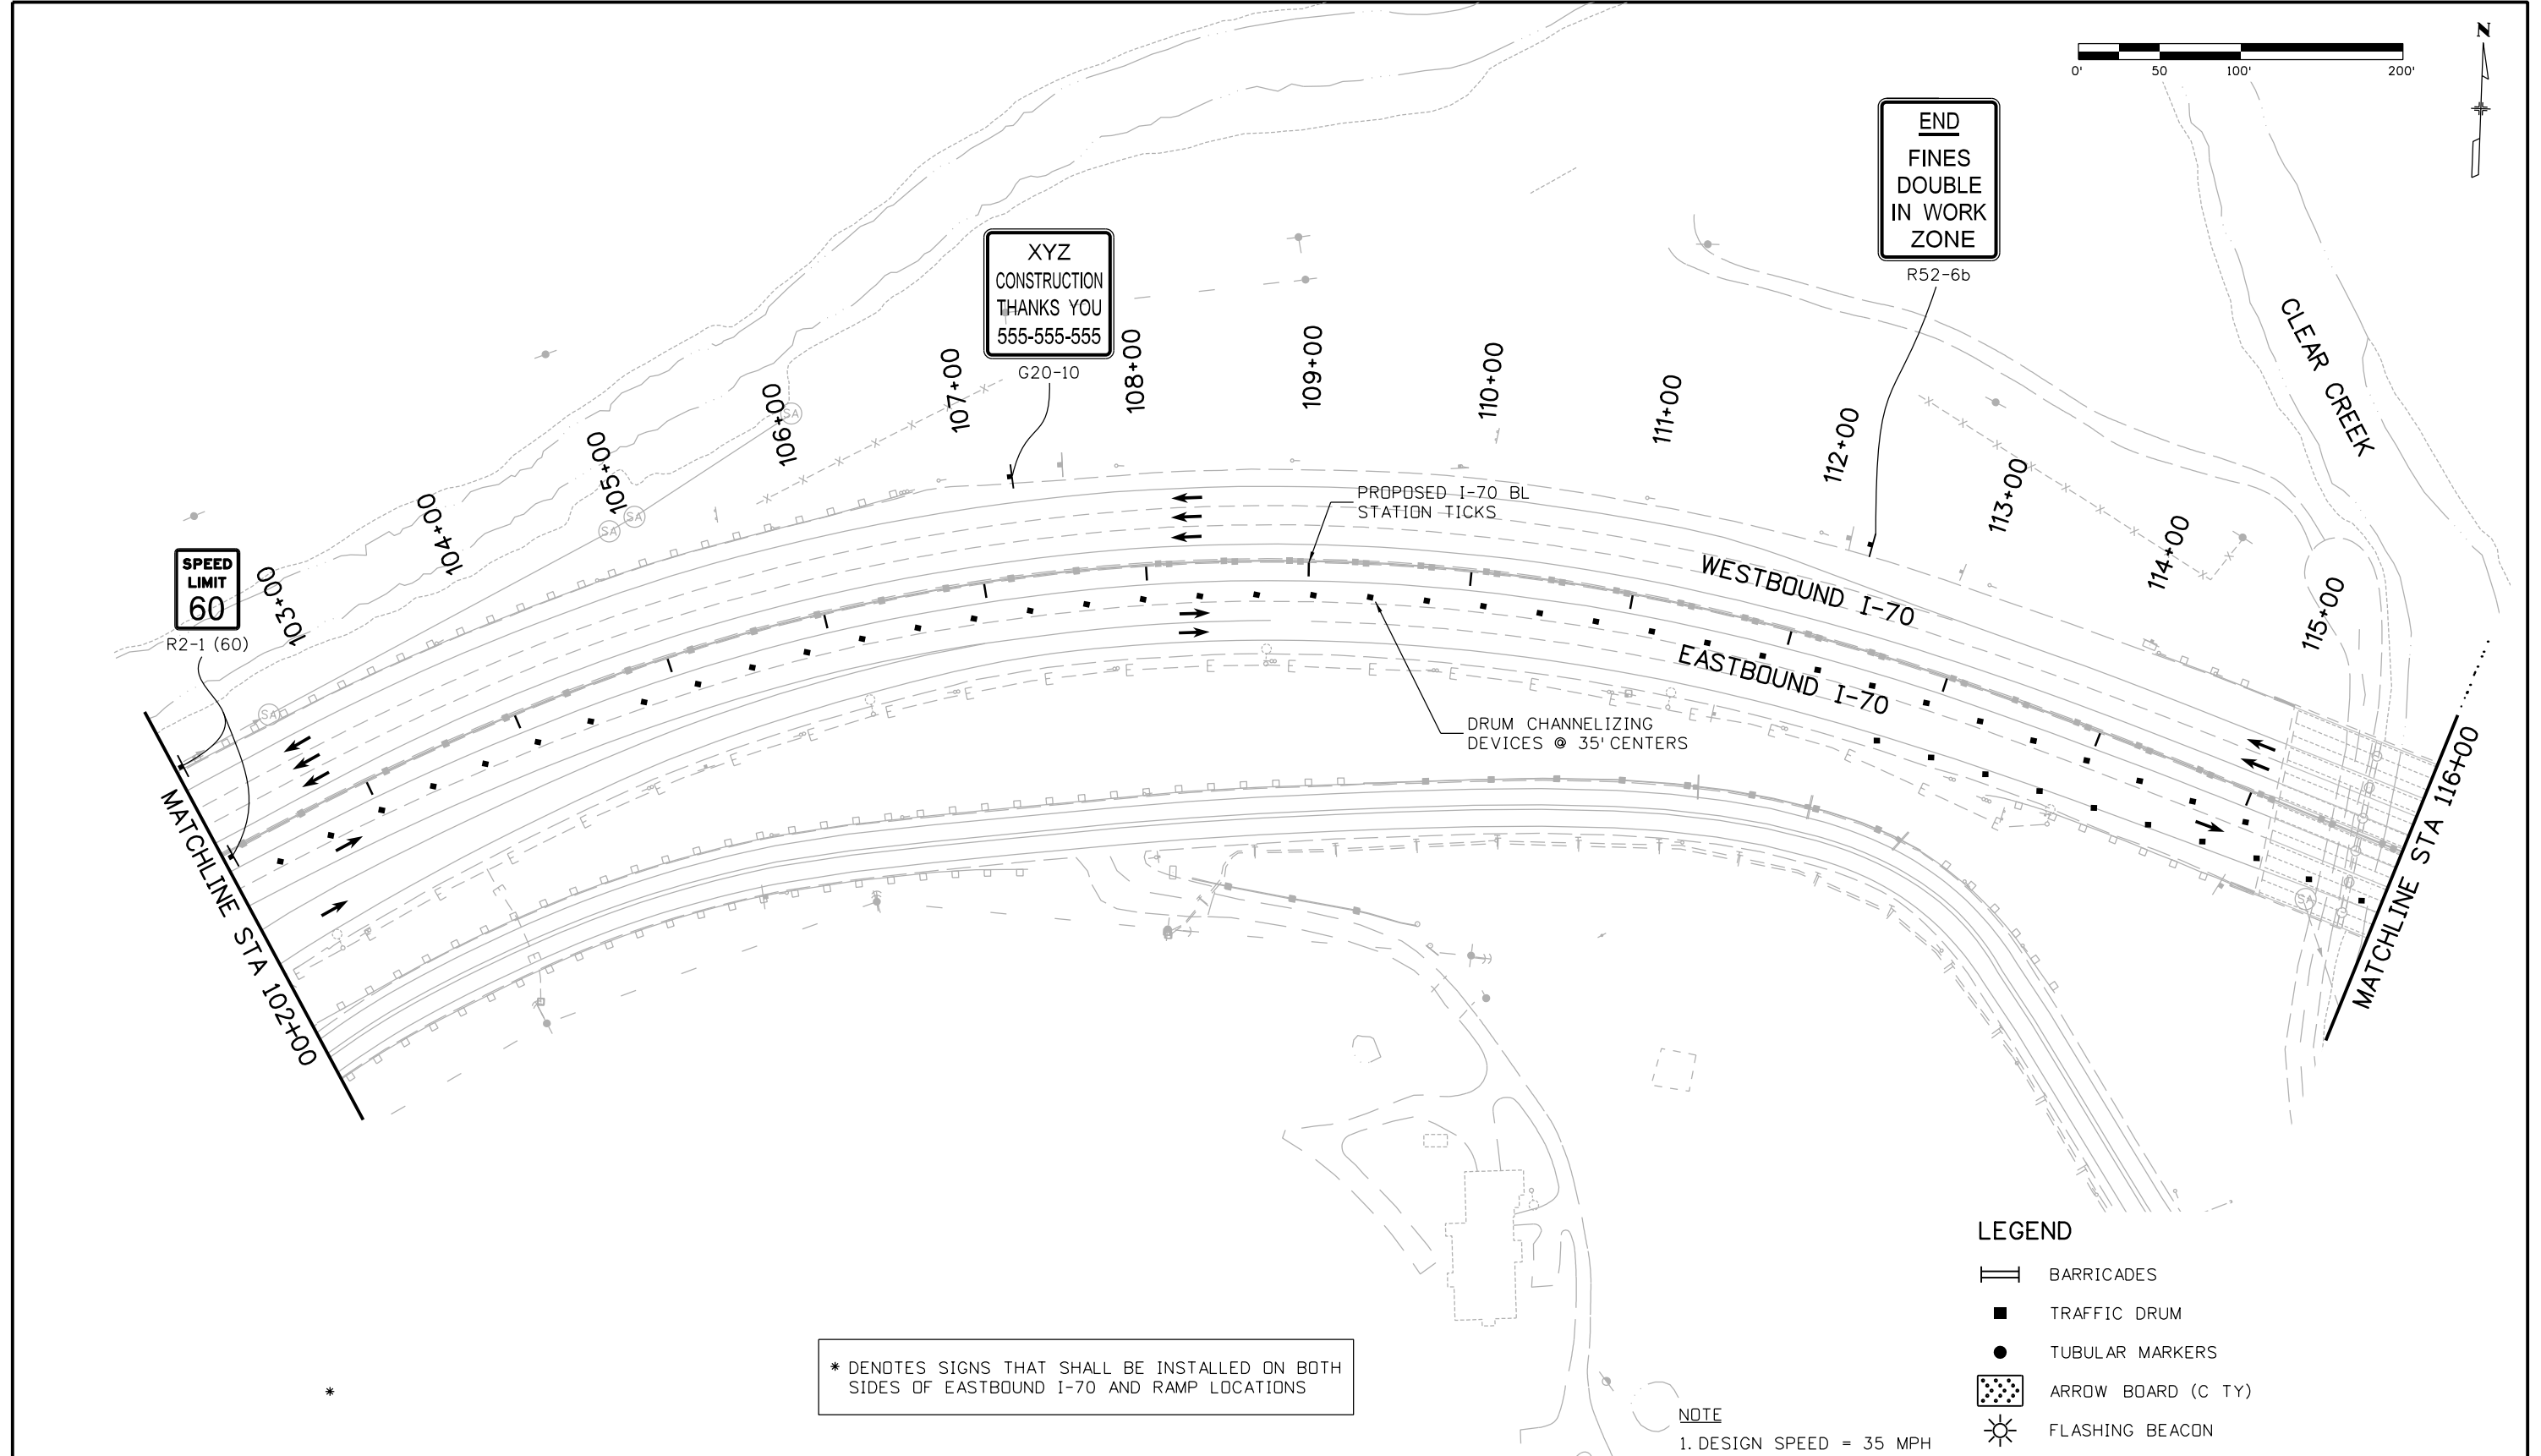 N
0' 50 100' 200'
END
FINES
DOUBLE
IN WORK
ZONE
R52-6b
XYZ
CONSTRUCTION
THANKS YOU
555-555-555
G20-10
CLEAR CREEK
103+00
104+00
105+00
106+00
107+00
108+00
109+00
110+00
111+00
112+00
113+00
114+00
115+00
SA
SA
SA
SA
SA
SPEED
LIMIT
60
R2-1 (60)
PROPOSED I-70 BL
STATION TICKS
WESTBOUND I-70
EASTBOUND I-70
DRUM CHANNELIZING
DEVICES @ 35' CENTERS
MATCHLINE STA 102+00
MATCHLINE STA 116+00
LEGEND
BARRICADES
TRAFFIC DRUM
TUBULAR MARKERS
ARROW BOARD (C TY)
FLASHING BEACON
* DENOTES SIGNS THAT SHALL BE INSTALLED ON BOTH
SIDES OF EASTBOUND I-70 AND RAMP LOCATIONS
*
NOTE
1. DESIGN SPEED = 35 MPH